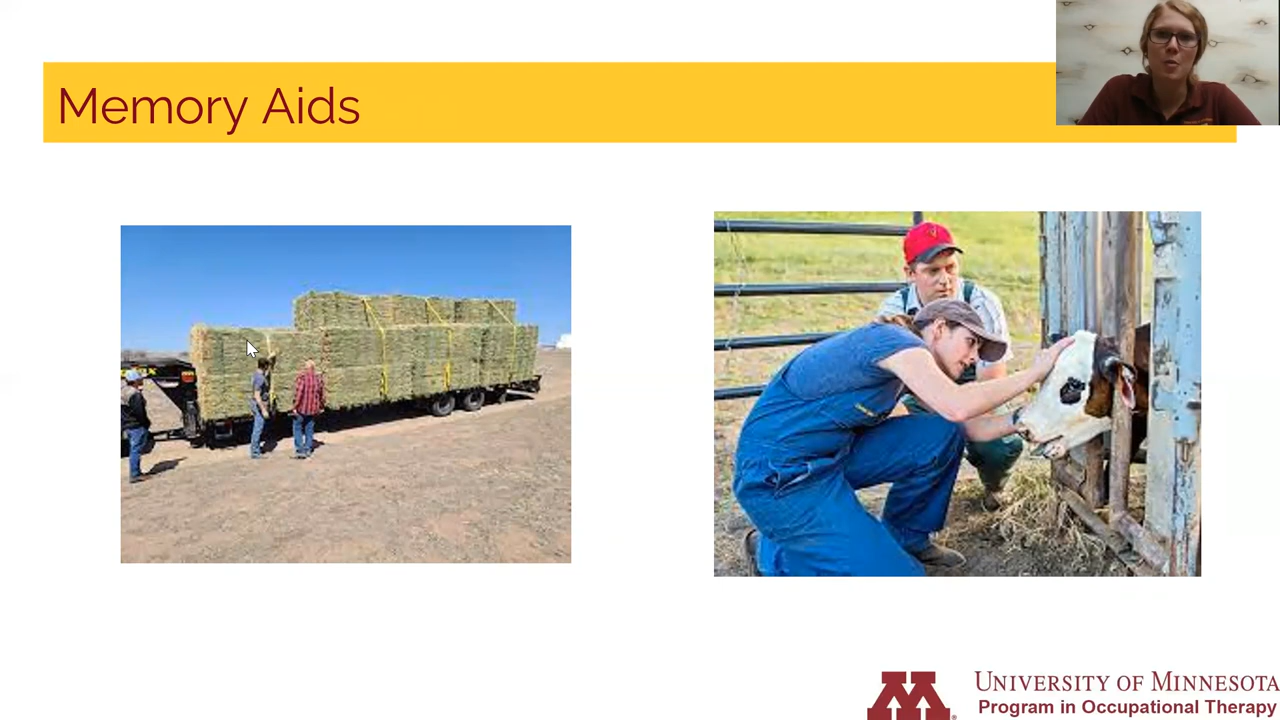 Memory Aids
M
UNIVERSITY OF MINNESOTA
Program in Occupational Therapy